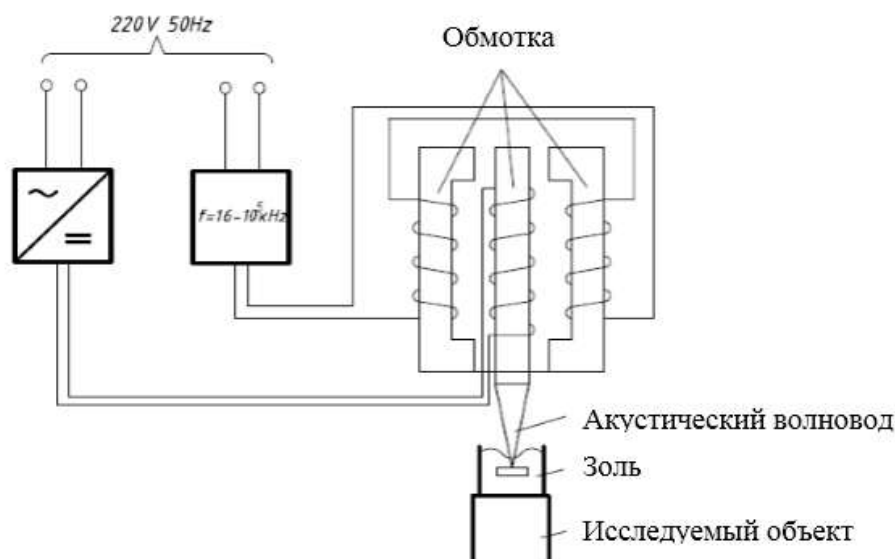 220V 50Hz
Обмотка
f=16-10⁵kHz
Акустический волновод
Золь
Исследуемый объект